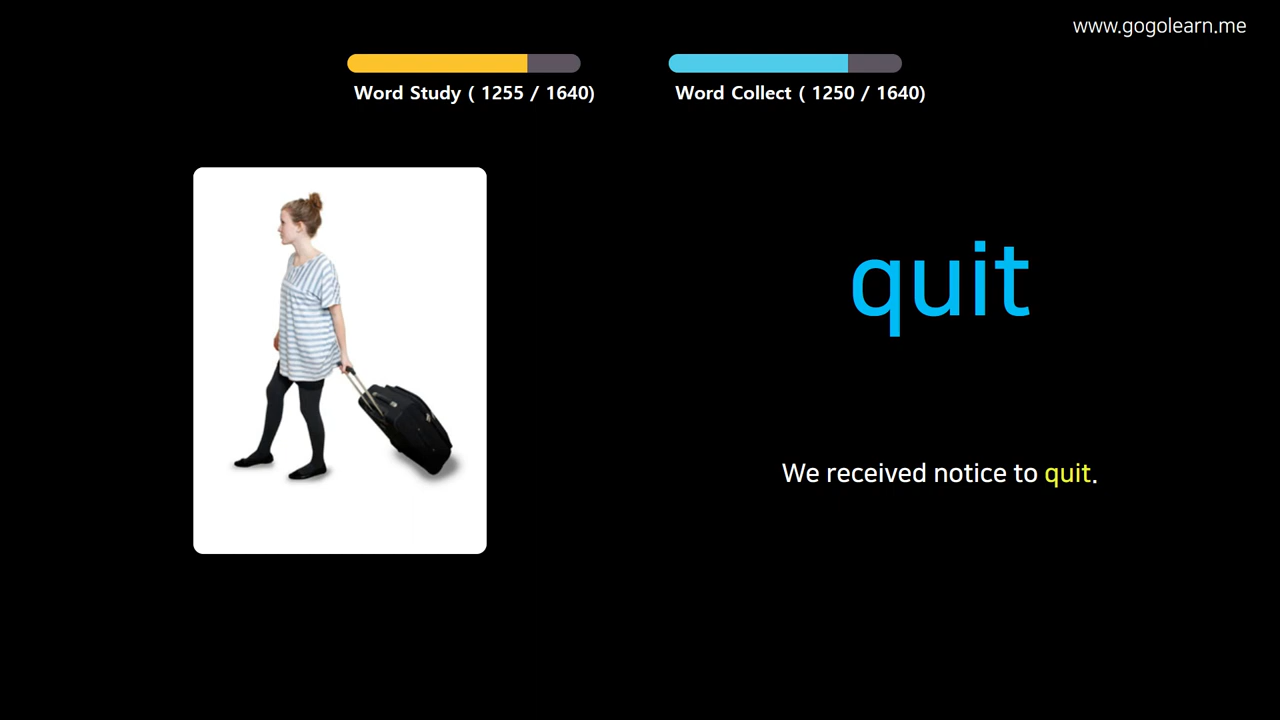 www.gogolearn.me
Word Study ( 1255 / 1640)
Word Collect ( 1250 / 1640)
quit
We received notice to quit.